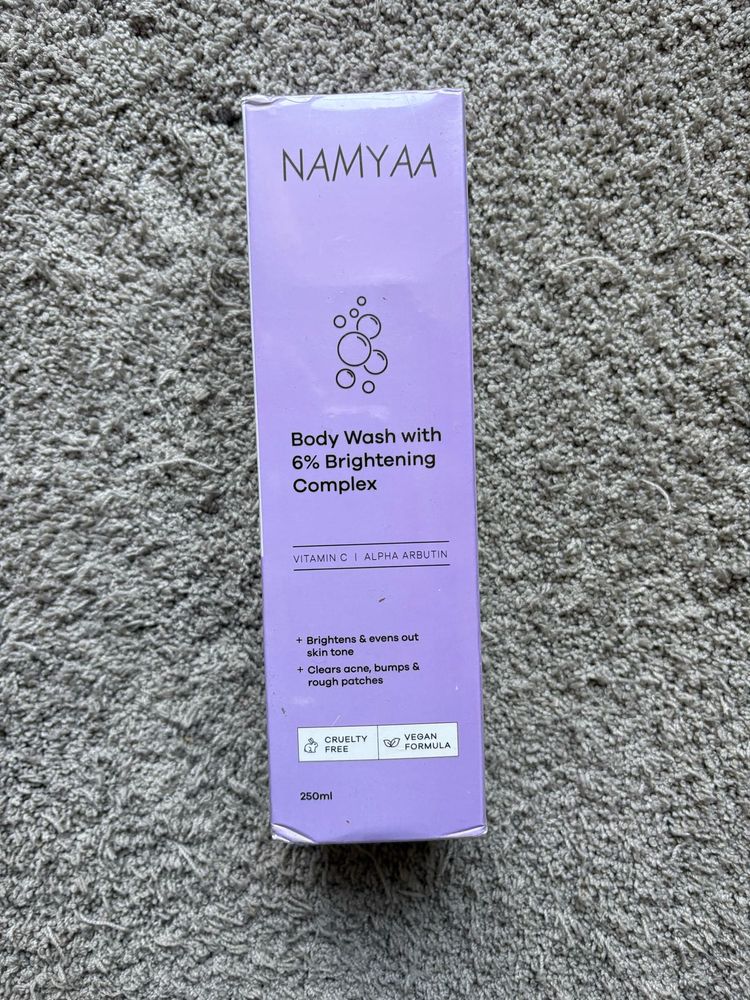 NAMYAA
Body Wash with
6% Brightening
Complex
VITAMIN C | ALPHA ARBUTIN
+ Brightens & evens out
skin tone
+ Clears acne, bumps &
rough patches
CRUELTY
FREE
VEGAN
FORMULA
250ml